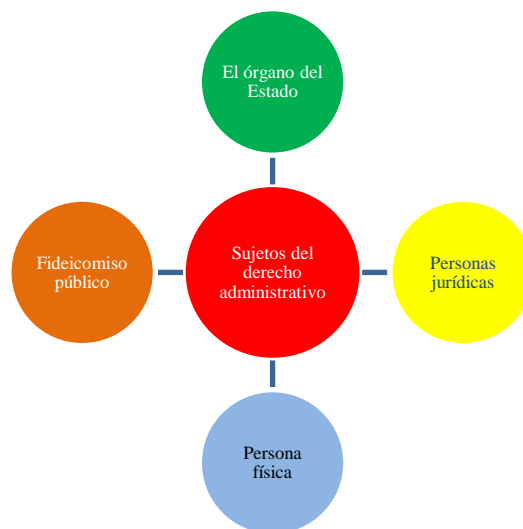 El órgano del
Estado
Fideicomiso
público
Sujetos del
derecho
administrativo
Personas
jurídicas
Persona
física